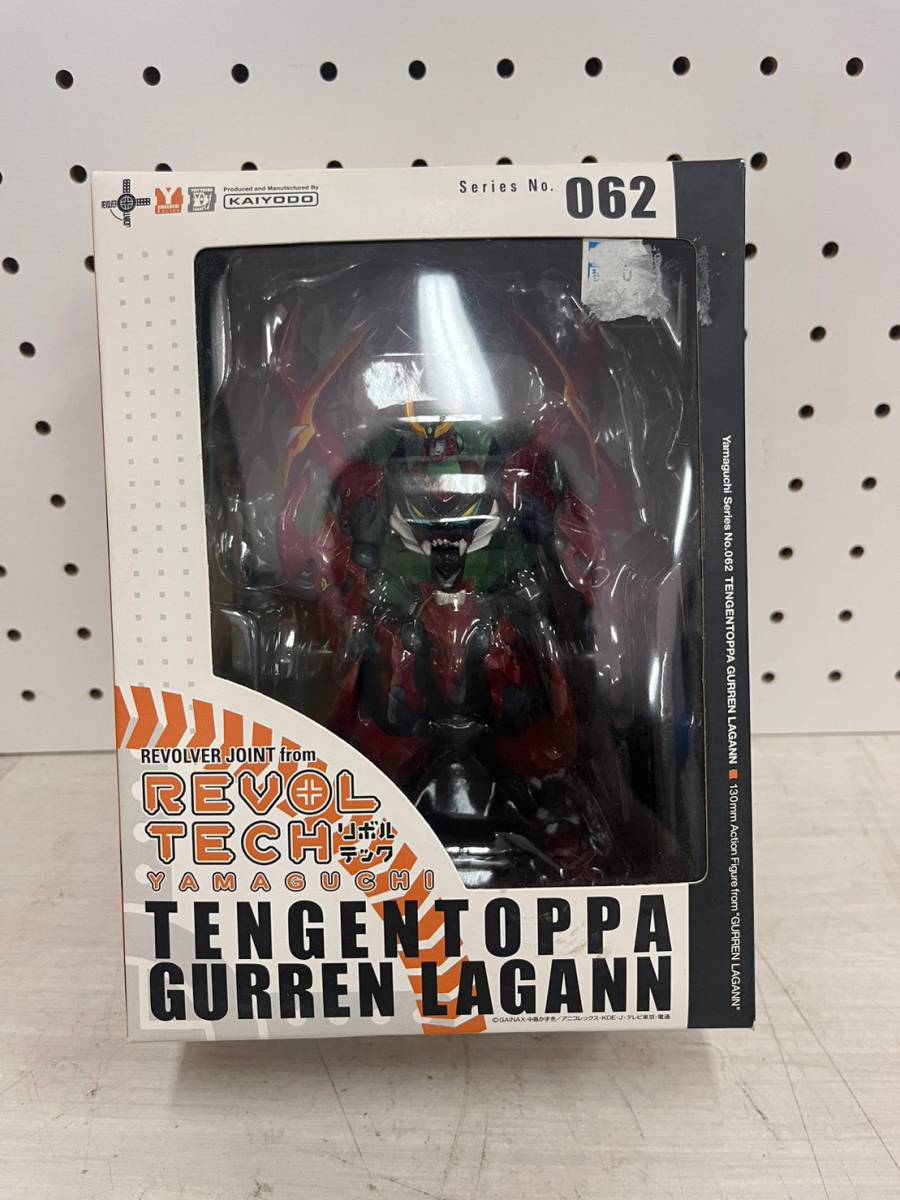 REVOLVER
JOINT
Y
YAMAGUCHI
Produced and Manufactured By
KAIYODO
Series No. 062
REVOLVER JOINT from
REVOL
TECH リボルテック
YAMAGUCHI
TENGENTOPPA
GURREN LAGANN
©GAINAX・中島かずき/アニプレックス・KDE-J・テレビ東京・電通
Yamaguchi Series No.062 TENGENTOPPA GURREN LAGANN 130mm Action Figure from "GURREN LAGANN"